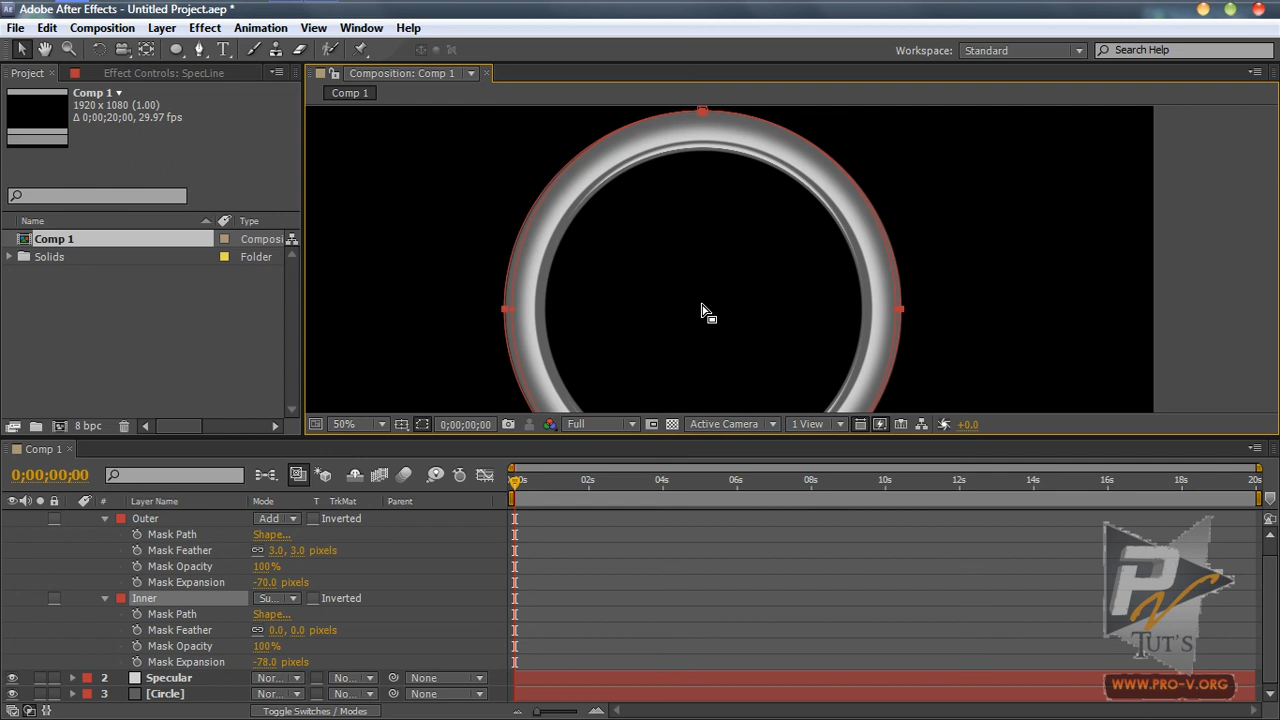 Adobe After Effects - Untitled Project.aep *
File Edit Composition Layer Effect Animation View Window Help
Workspace: Standard Search Help
Project Effect Controls: SpecLine Composition: Comp 1
Comp 1
1920 x 1080 (1.00)
Δ 0;00;20;00, 29.97 fps
Comp 1
Name Type
Comp 1 Composi
Solids Folder
8 bpc 50% 0;00;00;00 Full Active Camera 1 View +0.0
Comp 1
0;00;00;00
:00s 02s 04s 06s 08s 10s 12s 14s 16s 18s 20s
# Layer Name Mode T TrkMat Parent
Outer Add Inverted
Mask Path Shape...
Mask Feather 3.0, 3.0 pixels
Mask Opacity 100%
Mask Expansion -70.0 pixels
Inner Su... Inverted
Mask Path Shape...
Mask Feather 0.0, 0.0 pixels
Mask Opacity 100%
Mask Expansion -78.0 pixels
2 Specular Nor... No... None
3 [Circle] Nor... No... None
Toggle Switches / Modes
PV
TUT'S
WWW.PRO-V.ORG